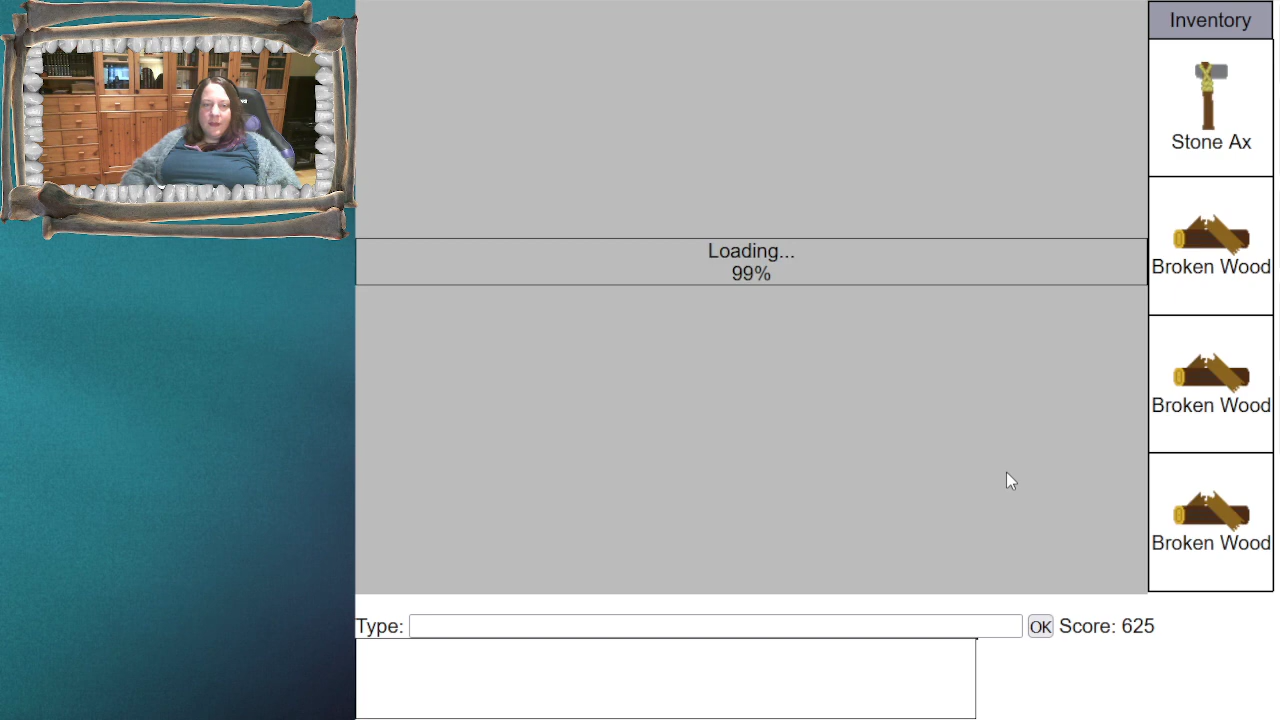 Inventory
Stone Ax
Broken Wood
Loading...
99%
Broken Wood
Broken Wood
Type:
OK
Score: 625